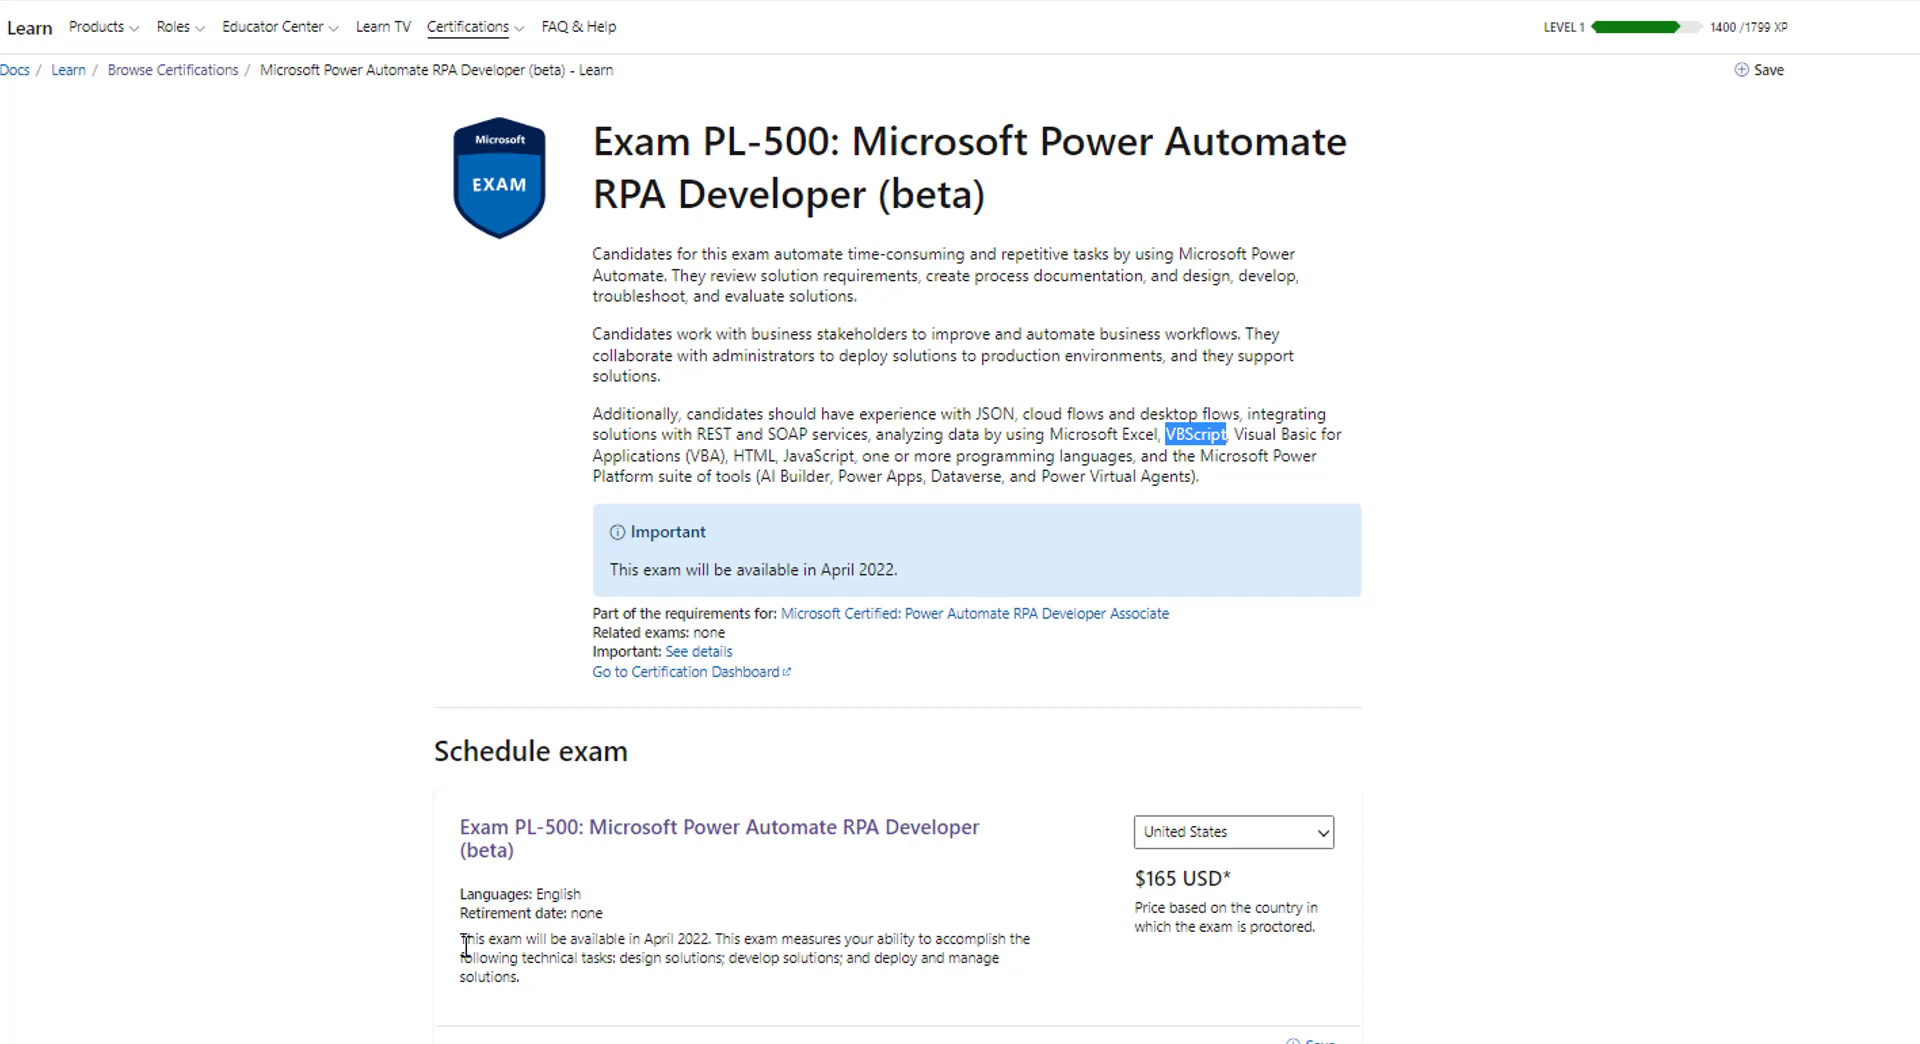 Learn Products Roles Educator Center Learn TV Certifications FAQ & Help LEVEL 1 1400 /1799 XP
Docs / Learn / Browse Certifications / Microsoft Power Automate RPA Developer (beta) - Learn Save
Microsoft
EXAM
Exam PL-500: Microsoft Power Automate
RPA Developer (beta)
Candidates for this exam automate time-consuming and repetitive tasks by using Microsoft Power
Automate. They review solution requirements, create process documentation, and design, develop,
troubleshoot, and evaluate solutions.
Candidates work with business stakeholders to improve and automate business workflows. They
collaborate with administrators to deploy solutions to production environments, and they support
solutions.
Additionally, candidates should have experience with JSON, cloud flows and desktop flows, integrating
solutions with REST and SOAP services, analyzing data by using Microsoft Excel, VBScript, Visual Basic for
Applications (VBA), HTML, JavaScript, one or more programming languages, and the Microsoft Power
Platform suite of tools (AI Builder, Power Apps, Dataverse, and Power Virtual Agents).
Important
This exam will be available in April 2022.
Part of the requirements for: Microsoft Certified: Power Automate RPA Developer Associate
Related exams: none
Important: See details
Go to Certification Dashboard
Schedule exam
Exam PL-500: Microsoft Power Automate RPA Developer
(beta)
Languages: English
Retirement date: none
This exam will be available in April 2022. This exam measures your ability to accomplish the
following technical tasks: design solutions; develop solutions; and deploy and manage
solutions.
United States
$165 USD*
Price based on the country in
which the exam is proctored.